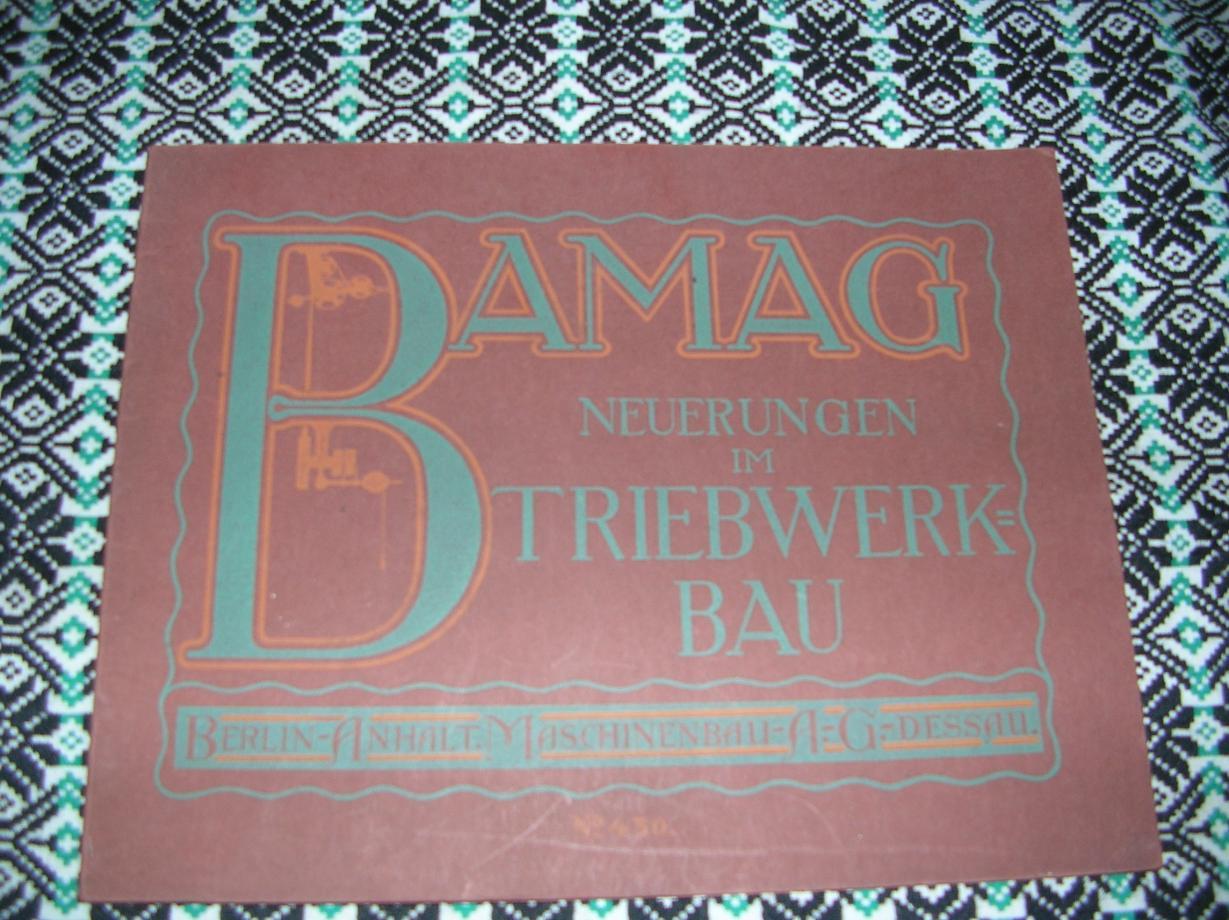 BAMAG
NEUERUNGEN
IM
TRIEBWERK=
BAU
BERLIN-ANHALT.MASCHINENBAU=A=G=DESSAU.
No 430.